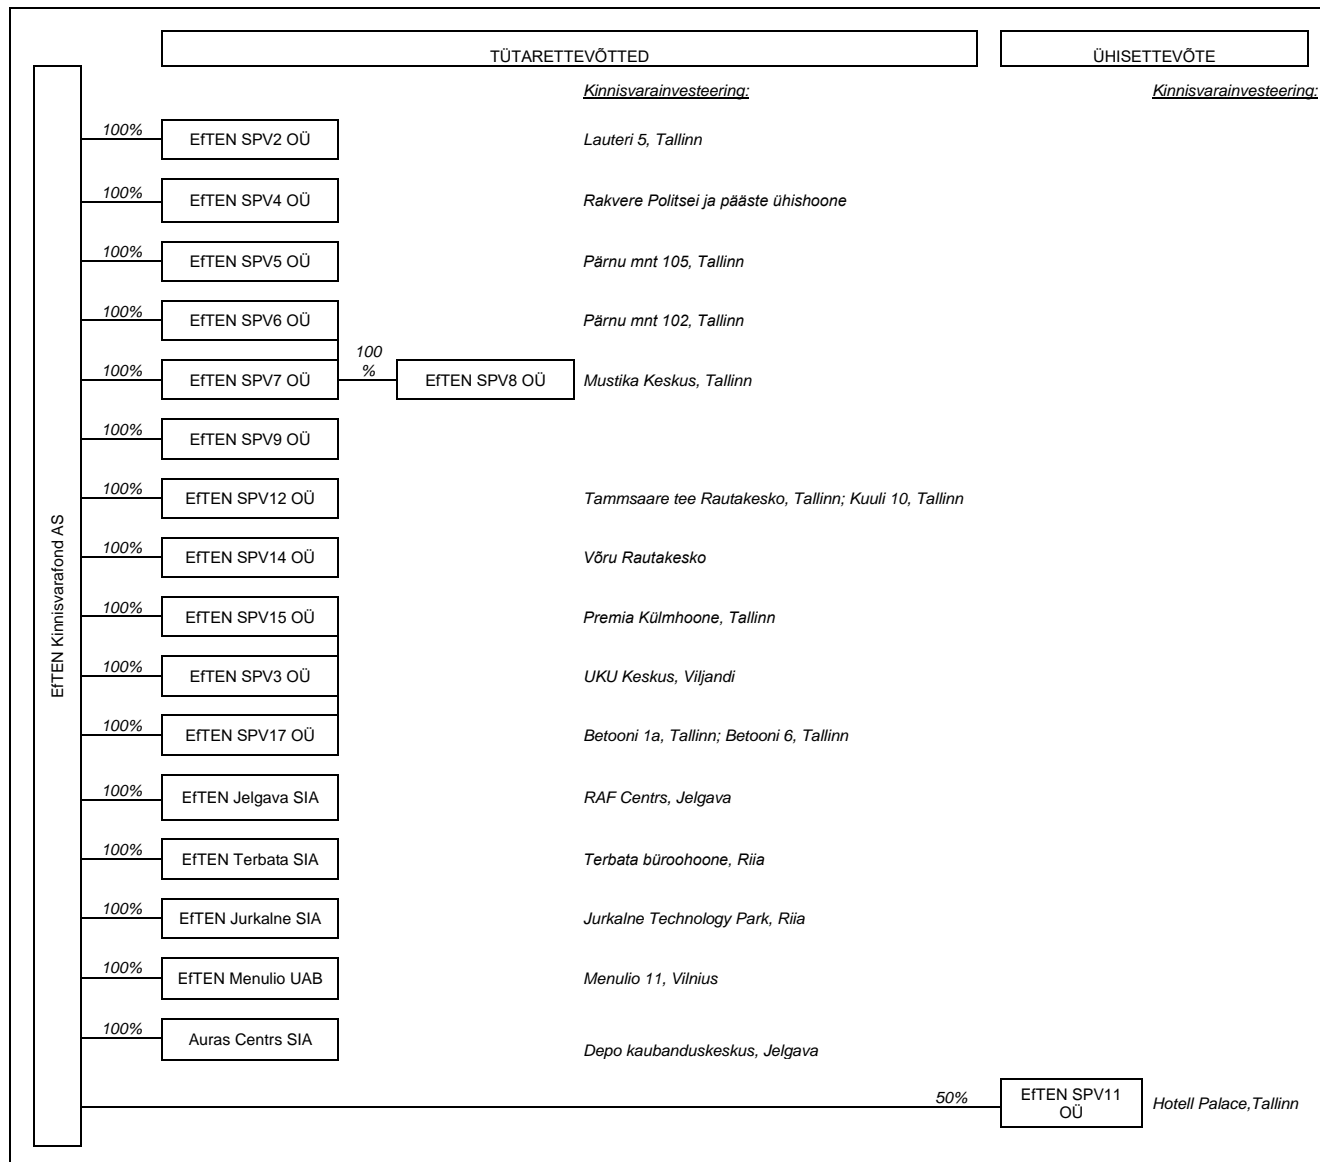 TÜTARETTEVÕTTED
ÜHISETTEVÕTE
Kinnisvarainvesteering:
Kinnisvarainvesteering:
EfTEN Kinnisvarafond AS
100%
EfTEN SPV2 OÜ
Lauteri 5, Tallinn
100%
EfTEN SPV4 OÜ
Rakvere Politsei ja pääste ühishoone
100%
EfTEN SPV5 OÜ
Pärnu mnt 105, Tallinn
100%
EfTEN SPV6 OÜ
Pärnu mnt 102, Tallinn
100%
EfTEN SPV7 OÜ
100
%
EfTEN SPV8 OÜ
Mustika Keskus, Tallinn
100%
EfTEN SPV9 OÜ
100%
EfTEN SPV12 OÜ
Tammsaare tee Rautakesko, Tallinn; Kuuli 10, Tallinn
100%
EfTEN SPV14 OÜ
Võru Rautakesko
100%
EfTEN SPV15 OÜ
Premia Külmhoone, Tallinn
100%
EfTEN SPV3 OÜ
UKU Keskus, Viljandi
100%
EfTEN SPV17 OÜ
Betooni 1a, Tallinn; Betooni 6, Tallinn
100%
EfTEN Jelgava SIA
RAF Centrs, Jelgava
100%
EfTEN Terbata SIA
Terbata büroohoone, Riia
100%
EfTEN Jurkalne SIA
Jurkalne Technology Park, Riia
100%
EfTEN Menulio UAB
Menulio 11, Vilnius
100%
Auras Centrs SIA
Depo kaubanduskeskus, Jelgava
50%
EfTEN SPV11
OÜ
Hotell Palace,Tallinn